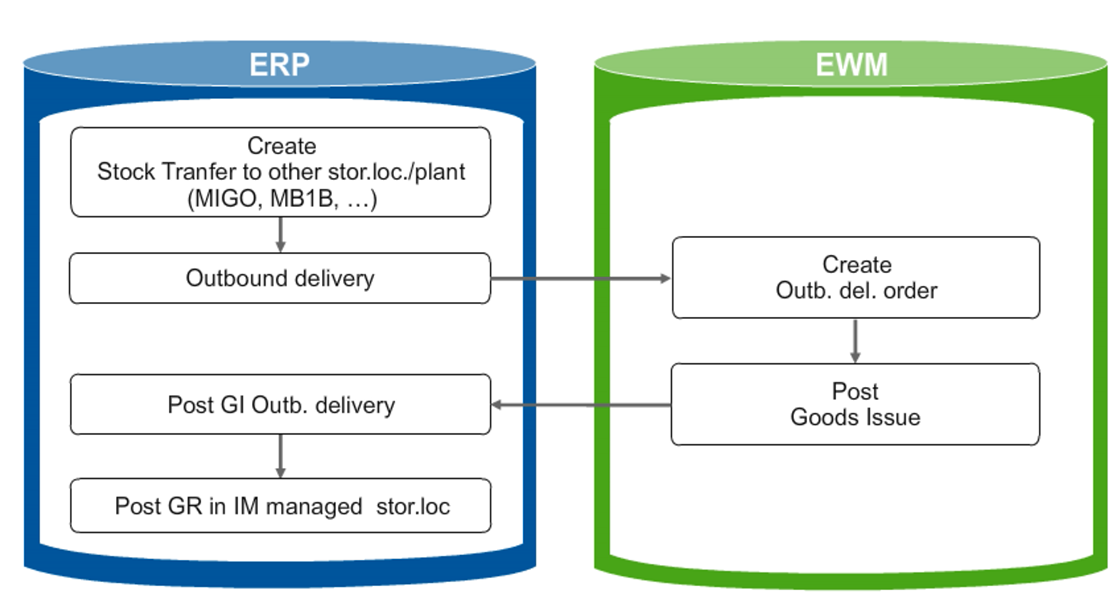 ERP
Create
Stock Tranfer to other stor.loc./plant
(MIGO, MB1B, …)
Outbound delivery
Post GI Outb. delivery
Post GR in IM managed  stor.loc
EWM
Create
Outb. del. order
Post
Goods Issue